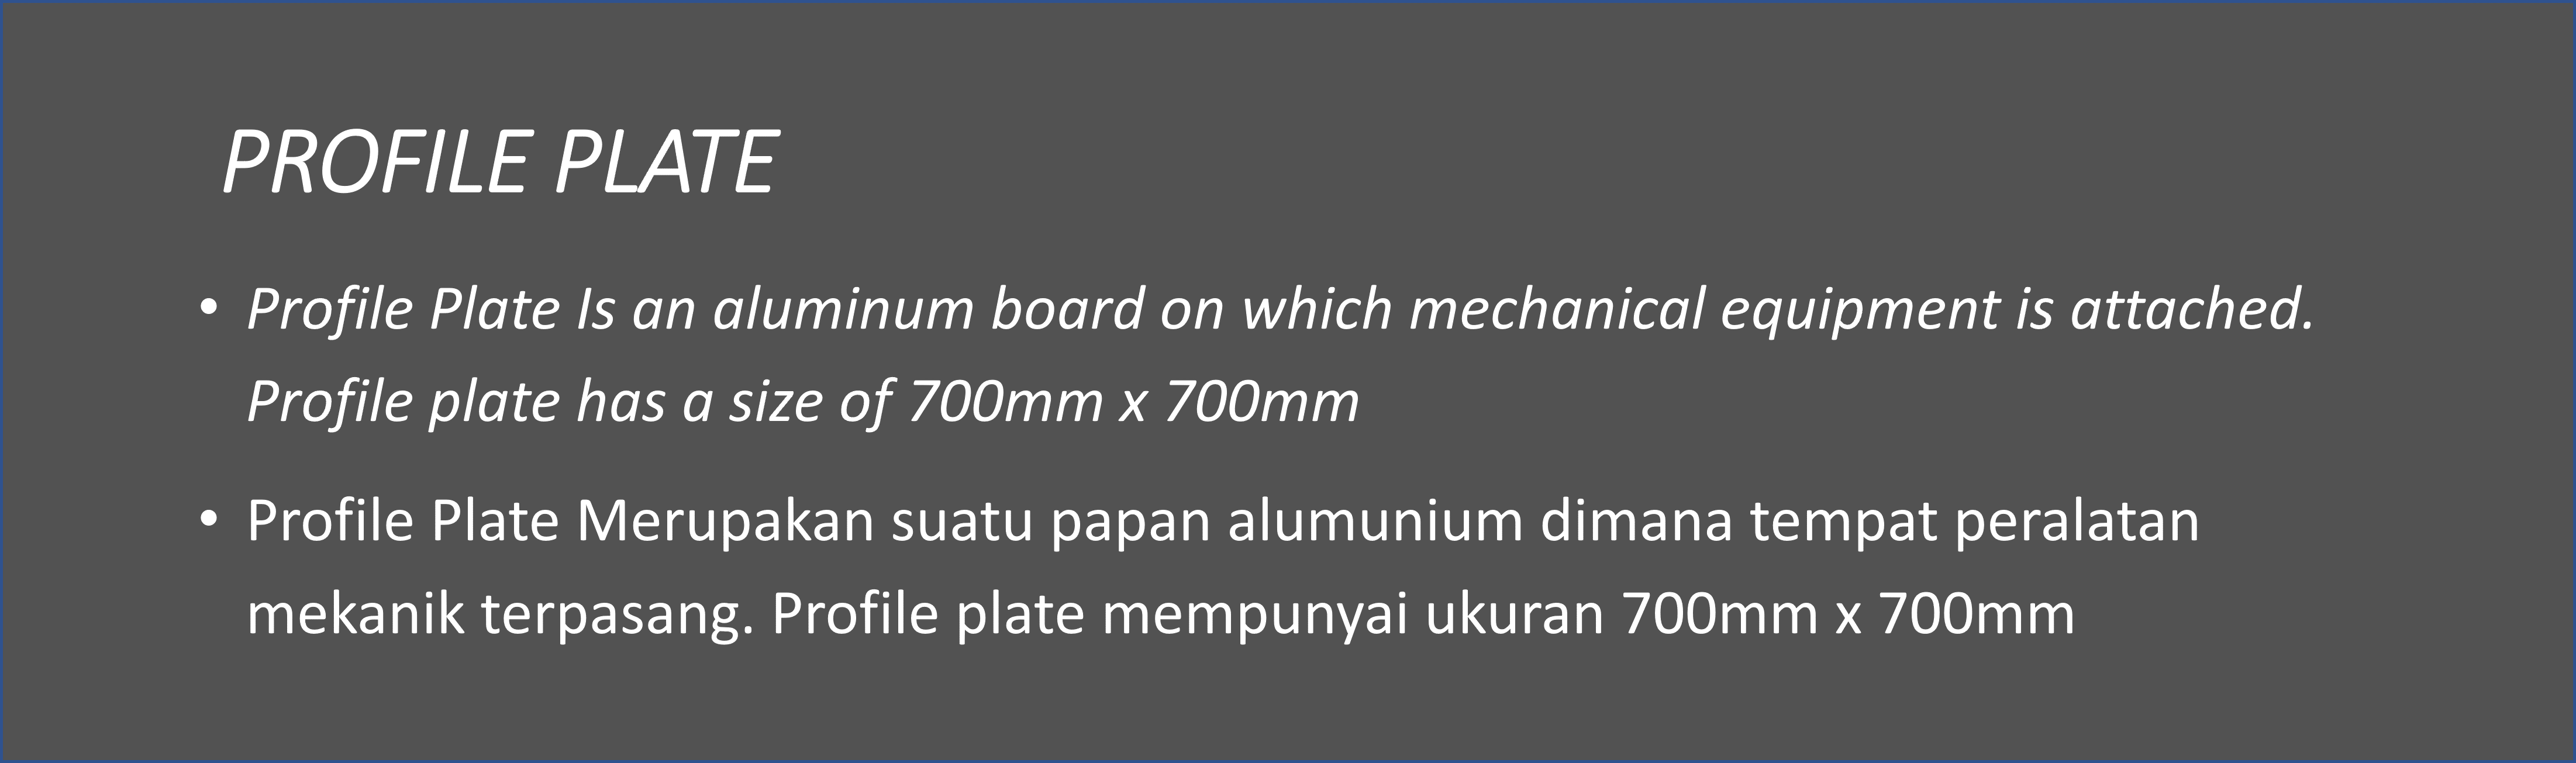 PROFILE PLATE
• Profile Plate Is an aluminum board on which mechanical equipment is attached.
Profile plate has a size of 700mm x 700mm
• Profile Plate Merupakan suatu papan alumunium dimana tempat peralatan
mekanik terpasang. Profile plate mempunyai ukuran 700mm x 700mm